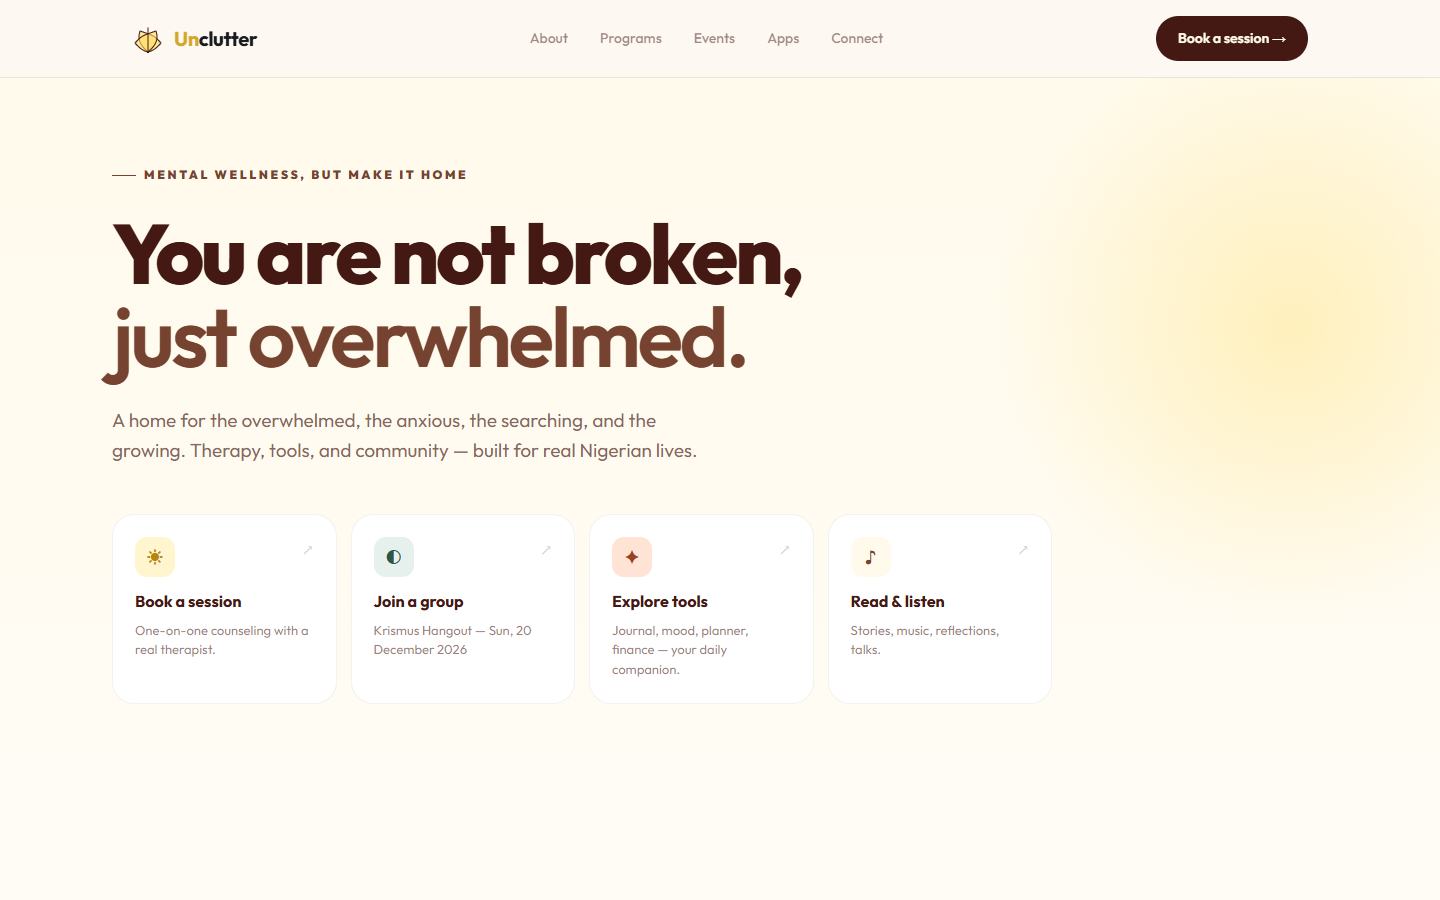 Unclutter
About Programs Events Apps Connect
Book a session →
MENTAL WELLNESS, BUT MAKE IT HOME
You are not broken,
just overwhelmed.
A home for the overwhelmed, the anxious, the searching, and the
growing. Therapy, tools, and community — built for real Nigerian lives.
Book a session
One-on-one counseling with a
real therapist.
Join a group
Krismus Hangout — Sun, 20
December 2026
Explore tools
Journal, mood, planner,
finance — your daily
companion.
Read & listen
Stories, music, reflections,
talks.